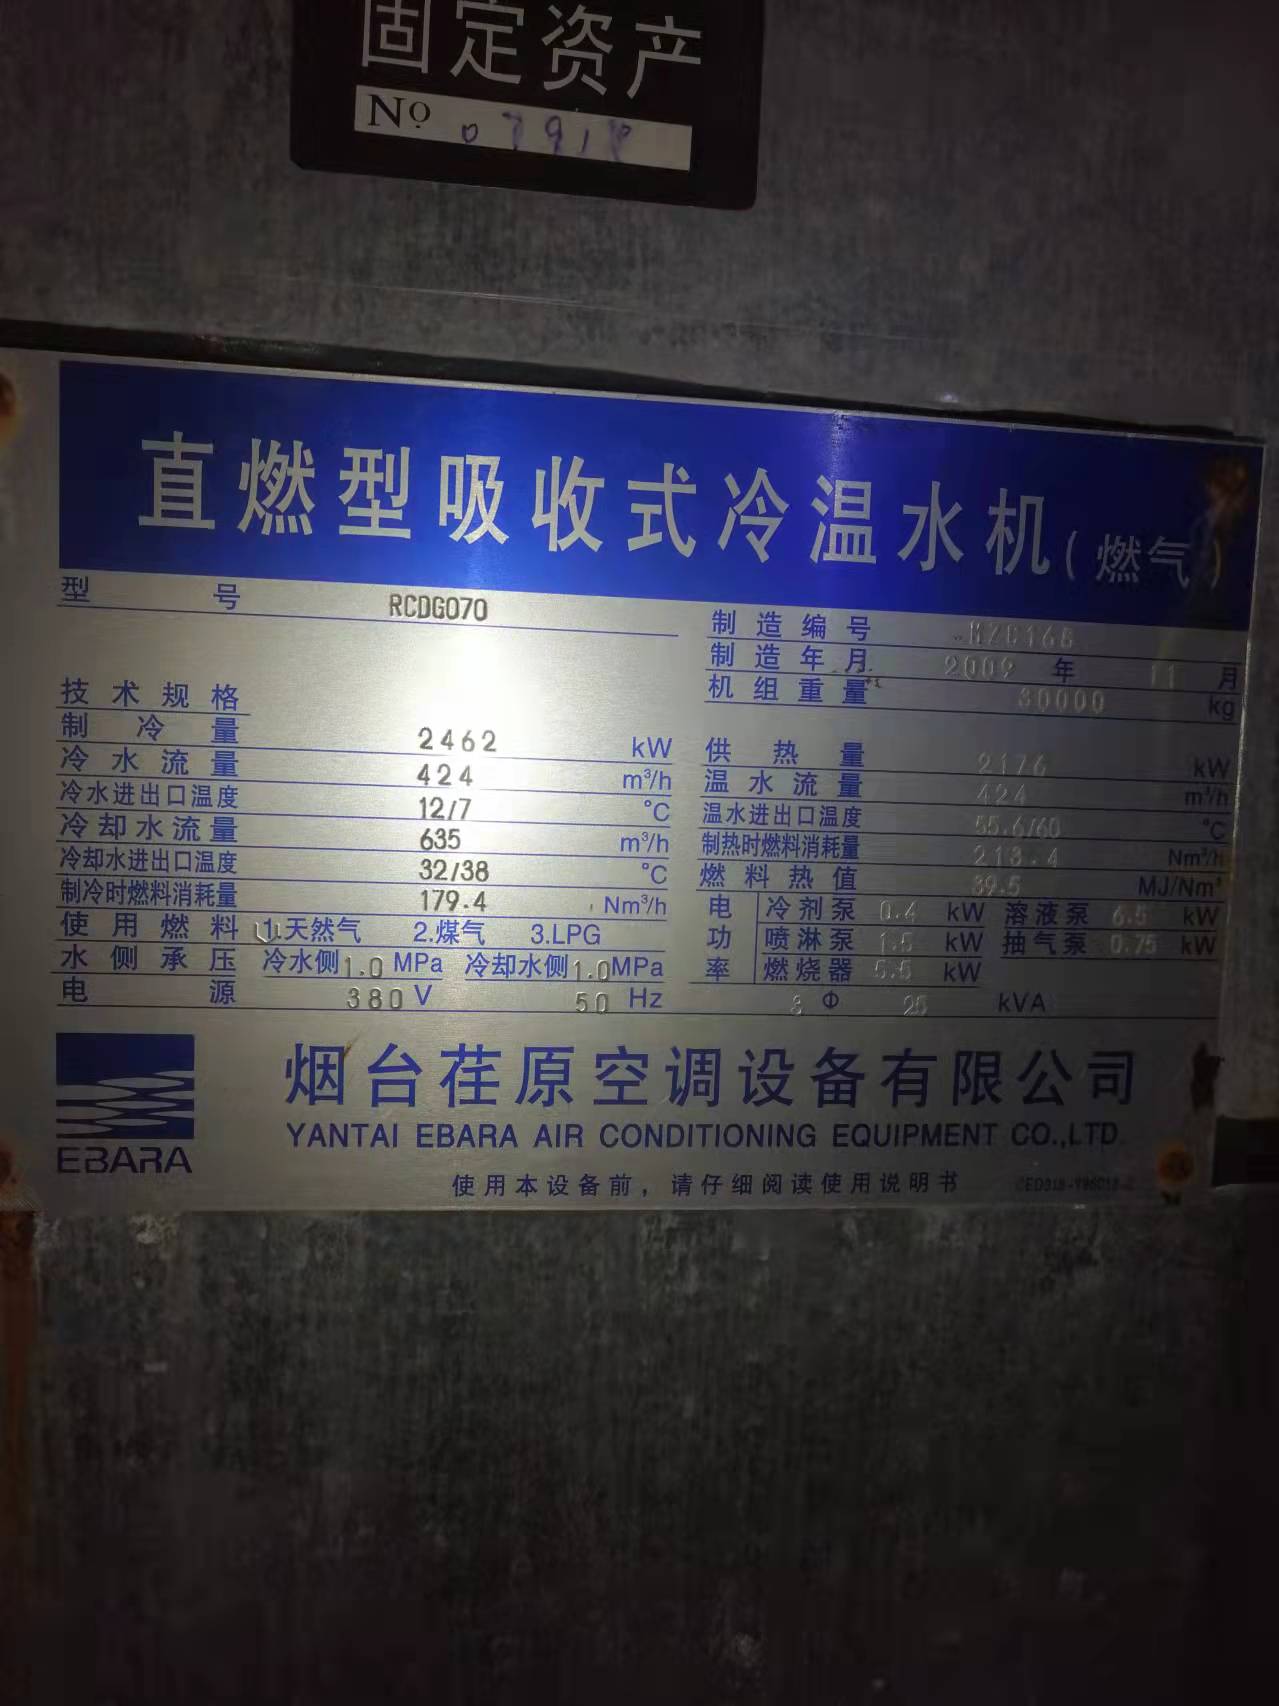 固定资产
No
直燃型吸收式冷温水机(燃气)
型号 RCDG070
制造编号
制造年月 2009年 11月
机组重量 30000 kg
技术规格
制冷量 2462 kW
冷水流量 424 m³/h
冷水进出口温度 12/7 °C
冷却水流量 635 m³/h
冷却水进出口温度 32/38 °C
制冷时燃料消耗量 179.4 Nm³/h
使用燃料 1.天然气 2.煤气 3.LPG
水侧承压 冷水侧1.0 MPa 冷却水侧1.0MPa
电源 380 V 50 Hz 3 Φ 25 kVA
供热量 2176 kW
温水流量 424 m³/h
温水进出口温度 55.6/60 °C
制热时燃料消耗量 213.4 Nm³/h
燃料热值 39.5 MJ/Nm³
电功率 冷剂泵 0.4 kW 溶液泵 6.5 kW
喷淋泵 1.5 kW 抽气泵 0.75 kW
燃烧器 5.5 kW
烟台荏原空调设备有限公司
EBARA
YANTAI EBARA AIR CONDITIONING EQUIPMENT CO.,LTD
使用本设备前，请仔细阅读使用说明书